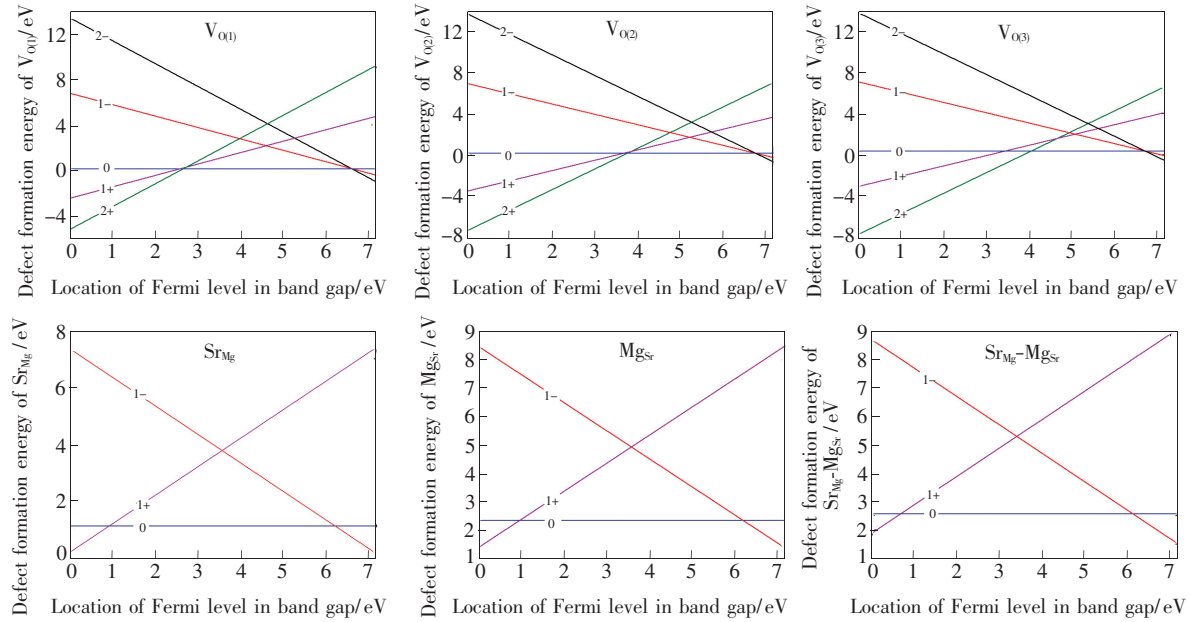 Defect formation energy of V_O(1)/eV
12
8
4
0
−4
V_O(1)
2-
1-
0
1+
2+
0 1 2 3 4 5 6 7
Location of Fermi level in band gap/eV
Defect formation energy of V_O(2)/eV
12
8
4
0
−4
−8
V_O(2)
2-
1-
0
1+
2+
0 1 2 3 4 5 6 7
Location of Fermi level in band gap/eV
Defect formation energy of V_O(3)/eV
12
8
4
0
−4
−8
V_O(3)
2-
1-
0
1+
2+
0 1 2 3 4 5 6 7
Location of Fermi level in band gap/eV
Defect formation energy of Sr_Mg/eV
8
6
4
2
0
Sr_Mg
1-
1+
0
0 1 2 3 4 5 6 7
Location of Fermi level in band gap/eV
Defect formation energy of Mg_Sr/eV
9
8
7
6
5
4
3
2
1
Mg_Sr
1-
1+
0
0 1 2 3 4 5 6 7
Location of Fermi level in band gap/eV
Defect formation energy of
Sr_Mg-Mg_Sr/eV
9
8
7
6
5
4
3
2
1
Sr_Mg-Mg_Sr
1-
1+
0
0 1 2 3 4 5 6 7
Location of Fermi level in band gap/eV